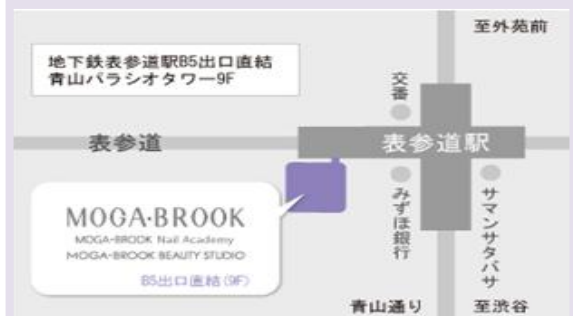 至外苑前
地下鉄表参道駅B5出口直結
青山パラシオタワー9F
交番
表参道
表参道駅
みずほ銀行
サマンサタバサ
MOGA·BROOK
MOGA-BROOK Nail Academy
MOGA-BROOK BEAUTY STUDIO
B5出口直結(9F)
青山通り
至渋谷